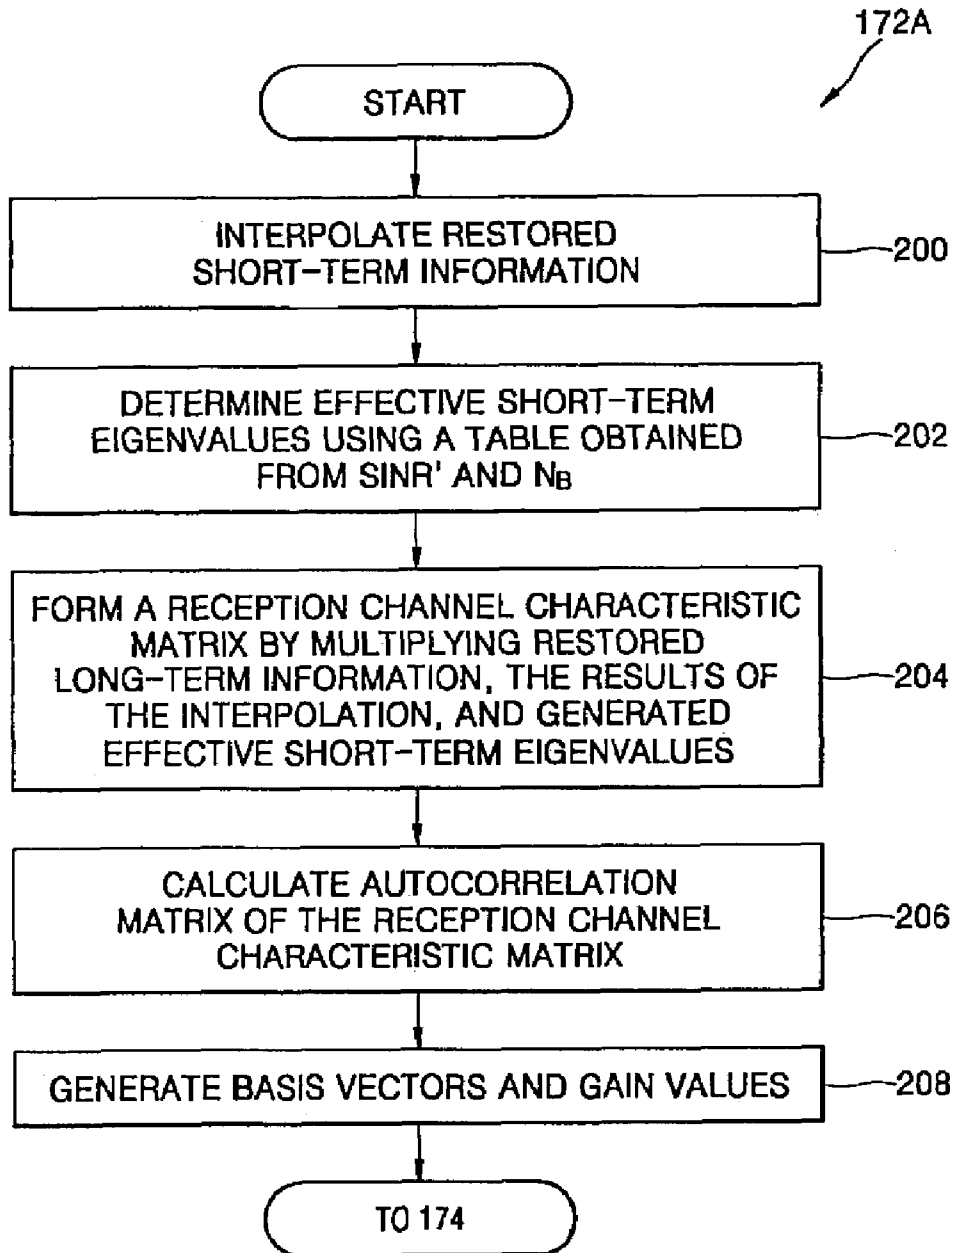 172A
START
INTERPOLATE RESTORED
SHORT-TERM INFORMATION
200
DETERMINE EFFECTIVE SHORT-TERM
EIGENVALUES USING A TABLE OBTAINED
FROM SINR' AND NB
202
FORM A RECEPTION CHANNEL CHARACTERISTIC
MATRIX BY MULTIPLYING RESTORED
LONG-TERM INFORMATION, THE RESULTS OF
THE INTERPOLATION, AND GENERATED
EFFECTIVE SHORT-TERM EIGENVALUES
204
CALCULATE AUTOCORRELATION
MATRIX OF THE RECEPTION CHANNEL
CHARACTERISTIC MATRIX
206
GENERATE BASIS VECTORS AND GAIN VALUES
208
TO 174